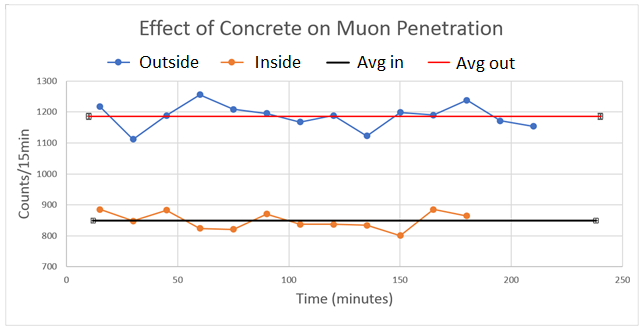 Effect of Concrete on Muon Penetration
Outside Inside Avg in Avg out
1300
1200
1100
1000
900
800
700
Counts/15min
0 50 100 150 200 250
Time (minutes)